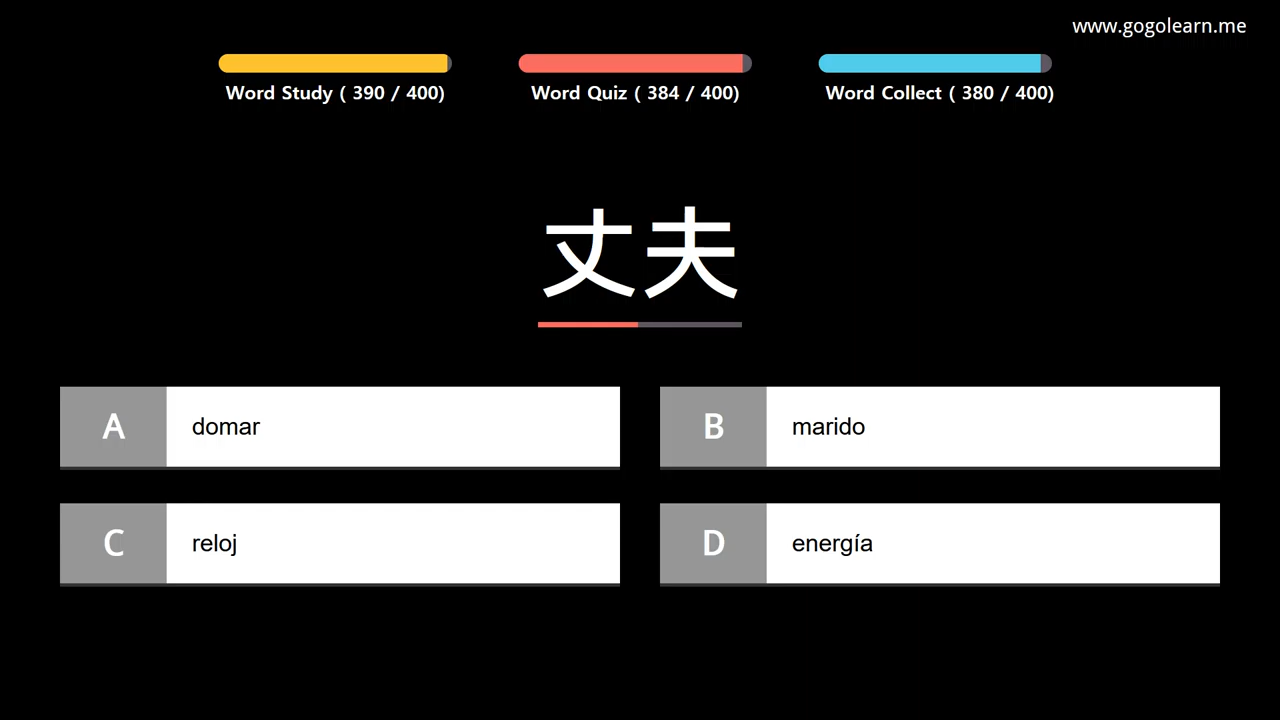 www.gogolearn.me
Word Study ( 390 / 400)
Word Quiz ( 384 / 400)
Word Collect ( 380 / 400)
丈夫
A domar
B marido
C reloj
D energía